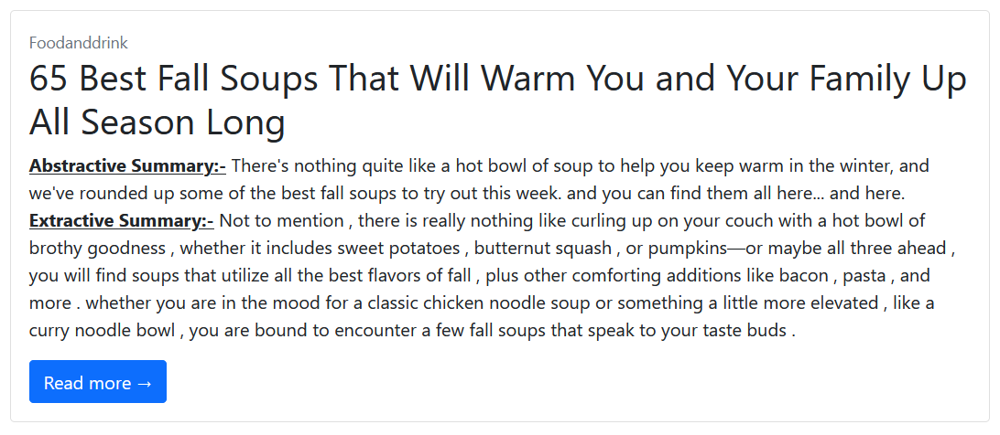 Foodanddrink
65 Best Fall Soups That Will Warm You and Your Family Up
All Season Long
Abstractive Summary:- There's nothing quite like a hot bowl of soup to help you keep warm in the winter, and
we've rounded up some of the best fall soups to try out this week. and you can find them all here... and here.
Extractive Summary:- Not to mention , there is really nothing like curling up on your couch with a hot bowl of
brothy goodness , whether it includes sweet potatoes , butternut squash , or pumpkins—or maybe all three ahead ,
you will find soups that utilize all the best flavors of fall , plus other comforting additions like bacon , pasta , and
more . whether you are in the mood for a classic chicken noodle soup or something a little more elevated , like a
curry noodle bowl , you are bound to encounter a few fall soups that speak to your taste buds .
Read more →